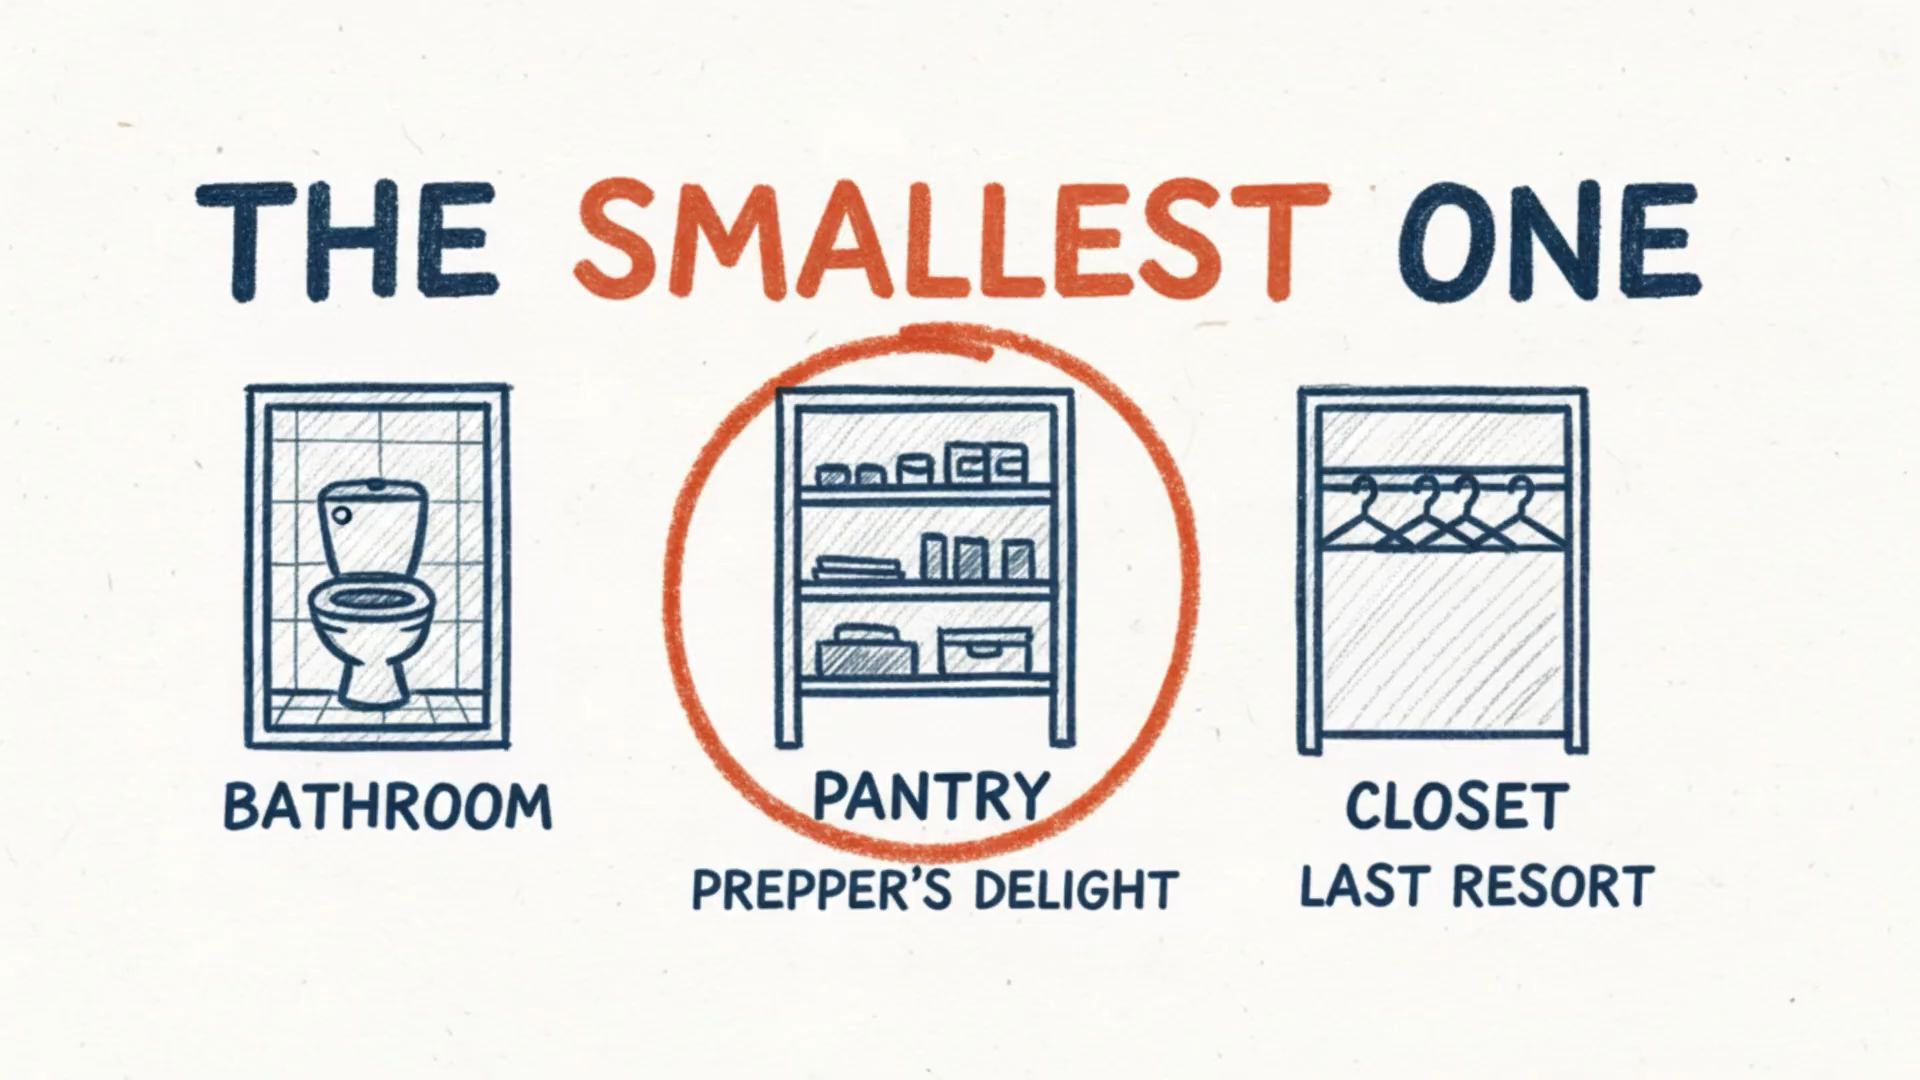 THE SMALLEST ONE
BATHROOM
PANTRY
PREPPER'S DELIGHT
CLOSET
LAST RESORT